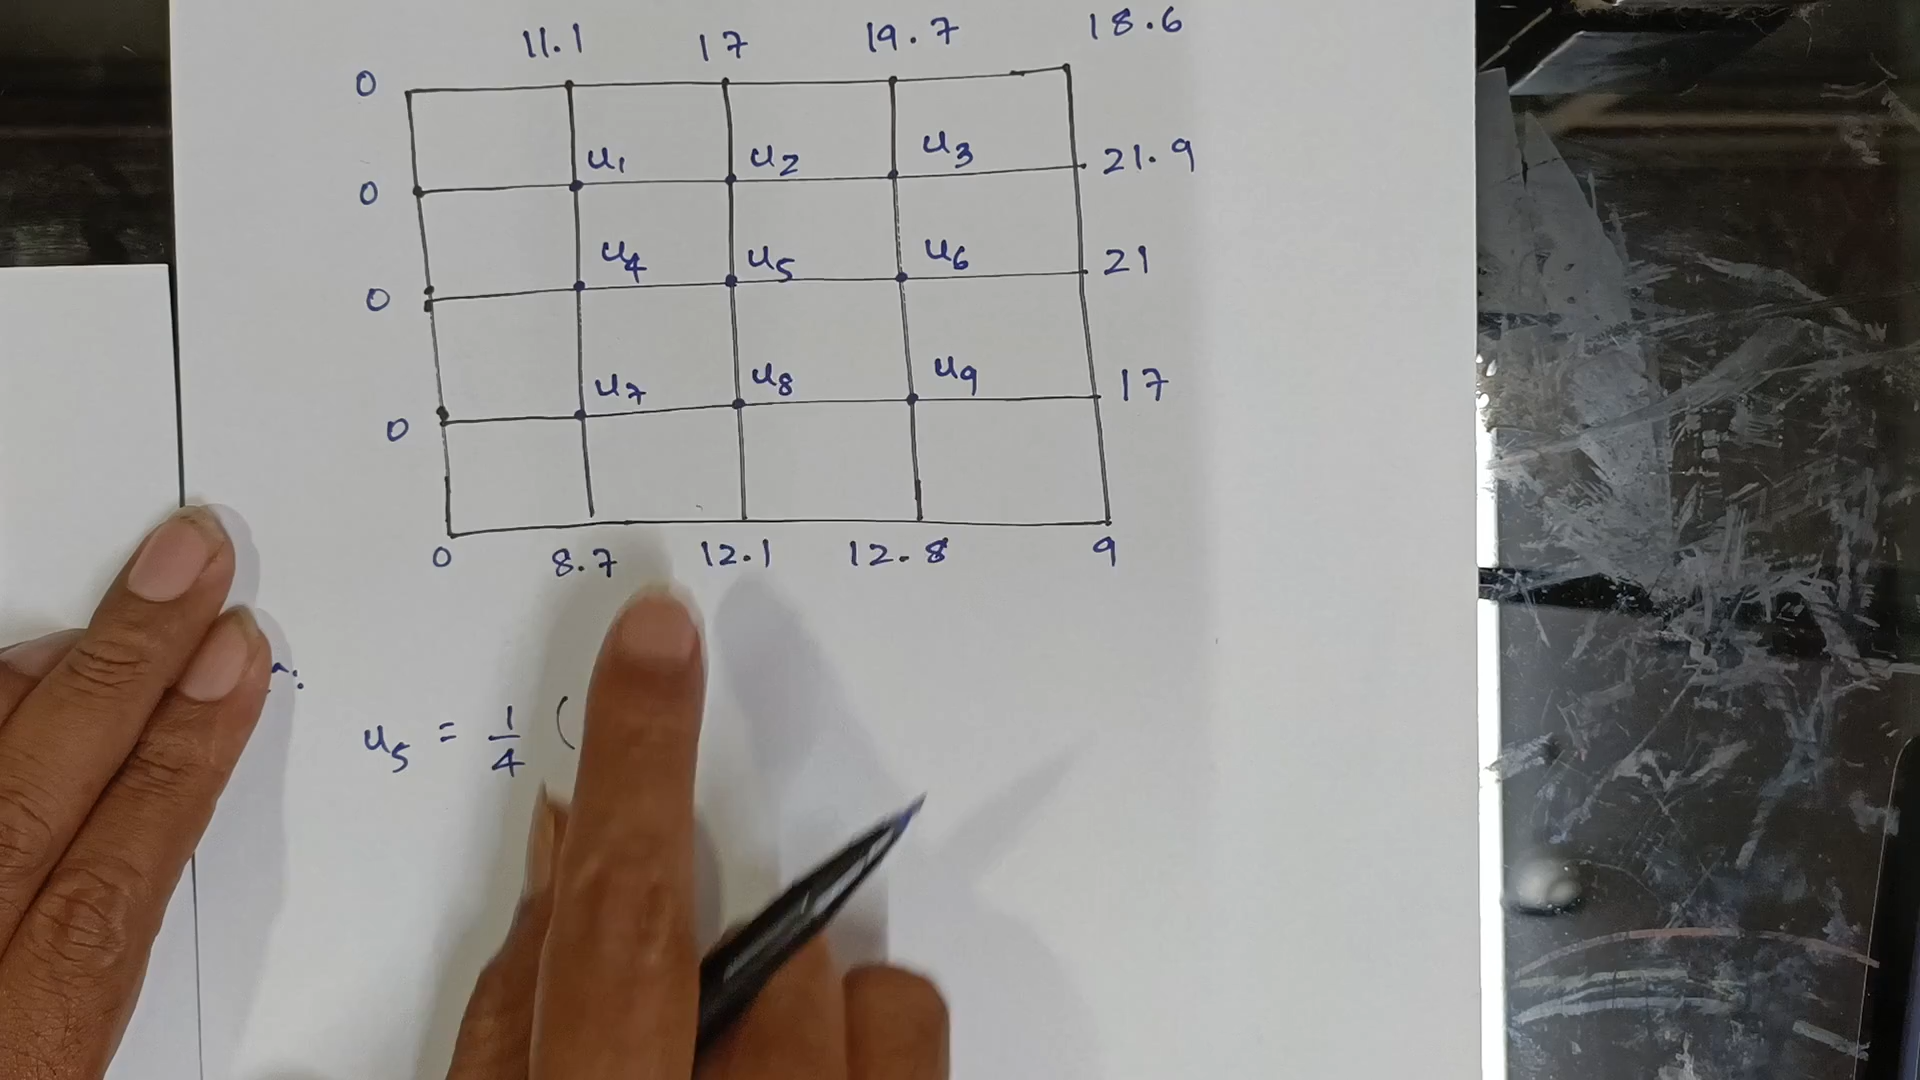 11.1 17 19.7 18.6
0
u₁ u₂ u₃ 21.9
0
u₄ u₅ u₆ 21
0
u₇ u₈ u₉ 17
0
0 8.7 12.1 12.8 9
u₅ = 1/4 (